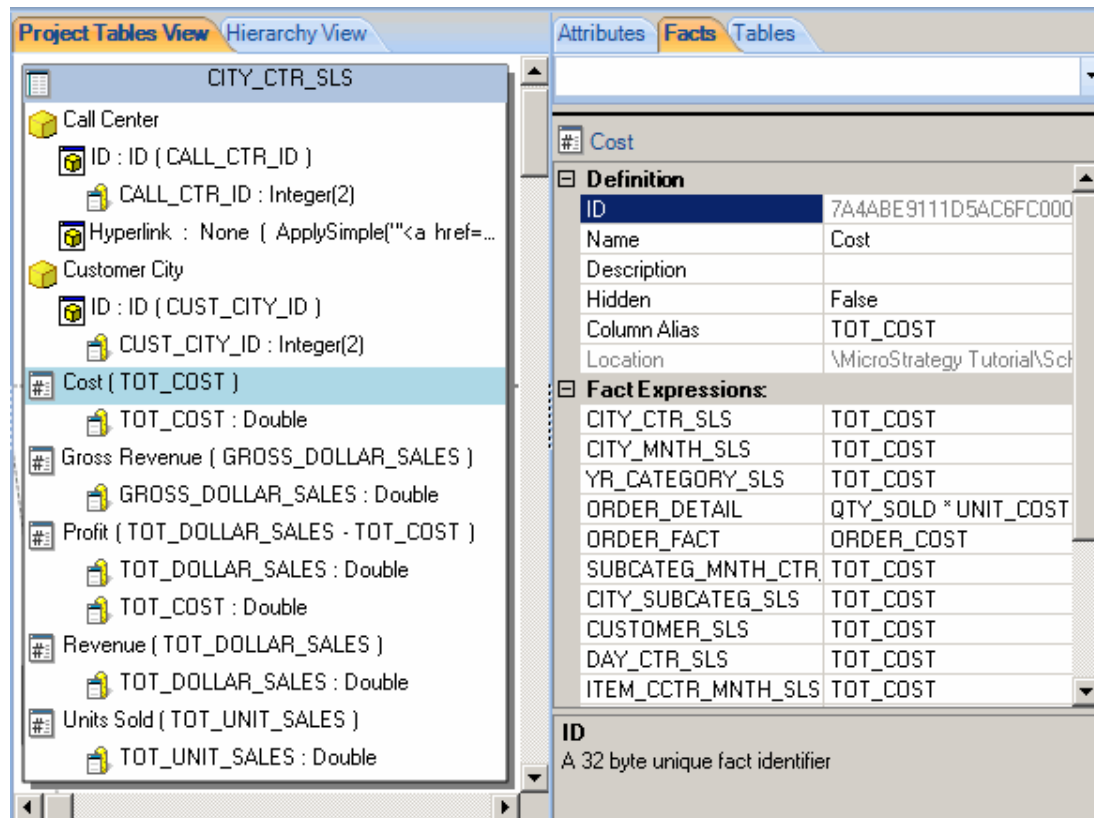 Project Tables View Hierarchy View
CITY_CTR_SLS
Call Center
ID : ID ( CALL_CTR_ID )
CALL_CTR_ID : Integer(2)
Hyperlink : None ( ApplySimple("'<a href=...
Customer City
ID : ID ( CUST_CITY_ID )
CUST_CITY_ID : Integer(2)
Cost ( TOT_COST )
TOT_COST : Double
Gross Revenue ( GROSS_DOLLAR_SALES )
GROSS_DOLLAR_SALES : Double
Profit ( TOT_DOLLAR_SALES - TOT_COST )
TOT_DOLLAR_SALES : Double
TOT_COST : Double
Revenue ( TOT_DOLLAR_SALES )
TOT_DOLLAR_SALES : Double
Units Sold ( TOT_UNIT_SALES )
TOT_UNIT_SALES : Double
Attributes Facts Tables
Cost
Definition
ID 7A4ABE9111D5AC6FC000
Name Cost
Description
Hidden False
Column Alias TOT_COST
Location \MicroStrategy Tutorial\Sch
Fact Expressions:
CITY_CTR_SLS TOT_COST
CITY_MNTH_SLS TOT_COST
YR_CATEGORY_SLS TOT_COST
ORDER_DETAIL QTY_SOLD * UNIT_COST
ORDER_FACT ORDER_COST
SUBCATEG_MNTH_CTR_ TOT_COST
CITY_SUBCATEG_SLS TOT_COST
CUSTOMER_SLS TOT_COST
DAY_CTR_SLS TOT_COST
ITEM_CCTR_MNTH_SLS TOT_COST
ID
A 32 byte unique fact identifier